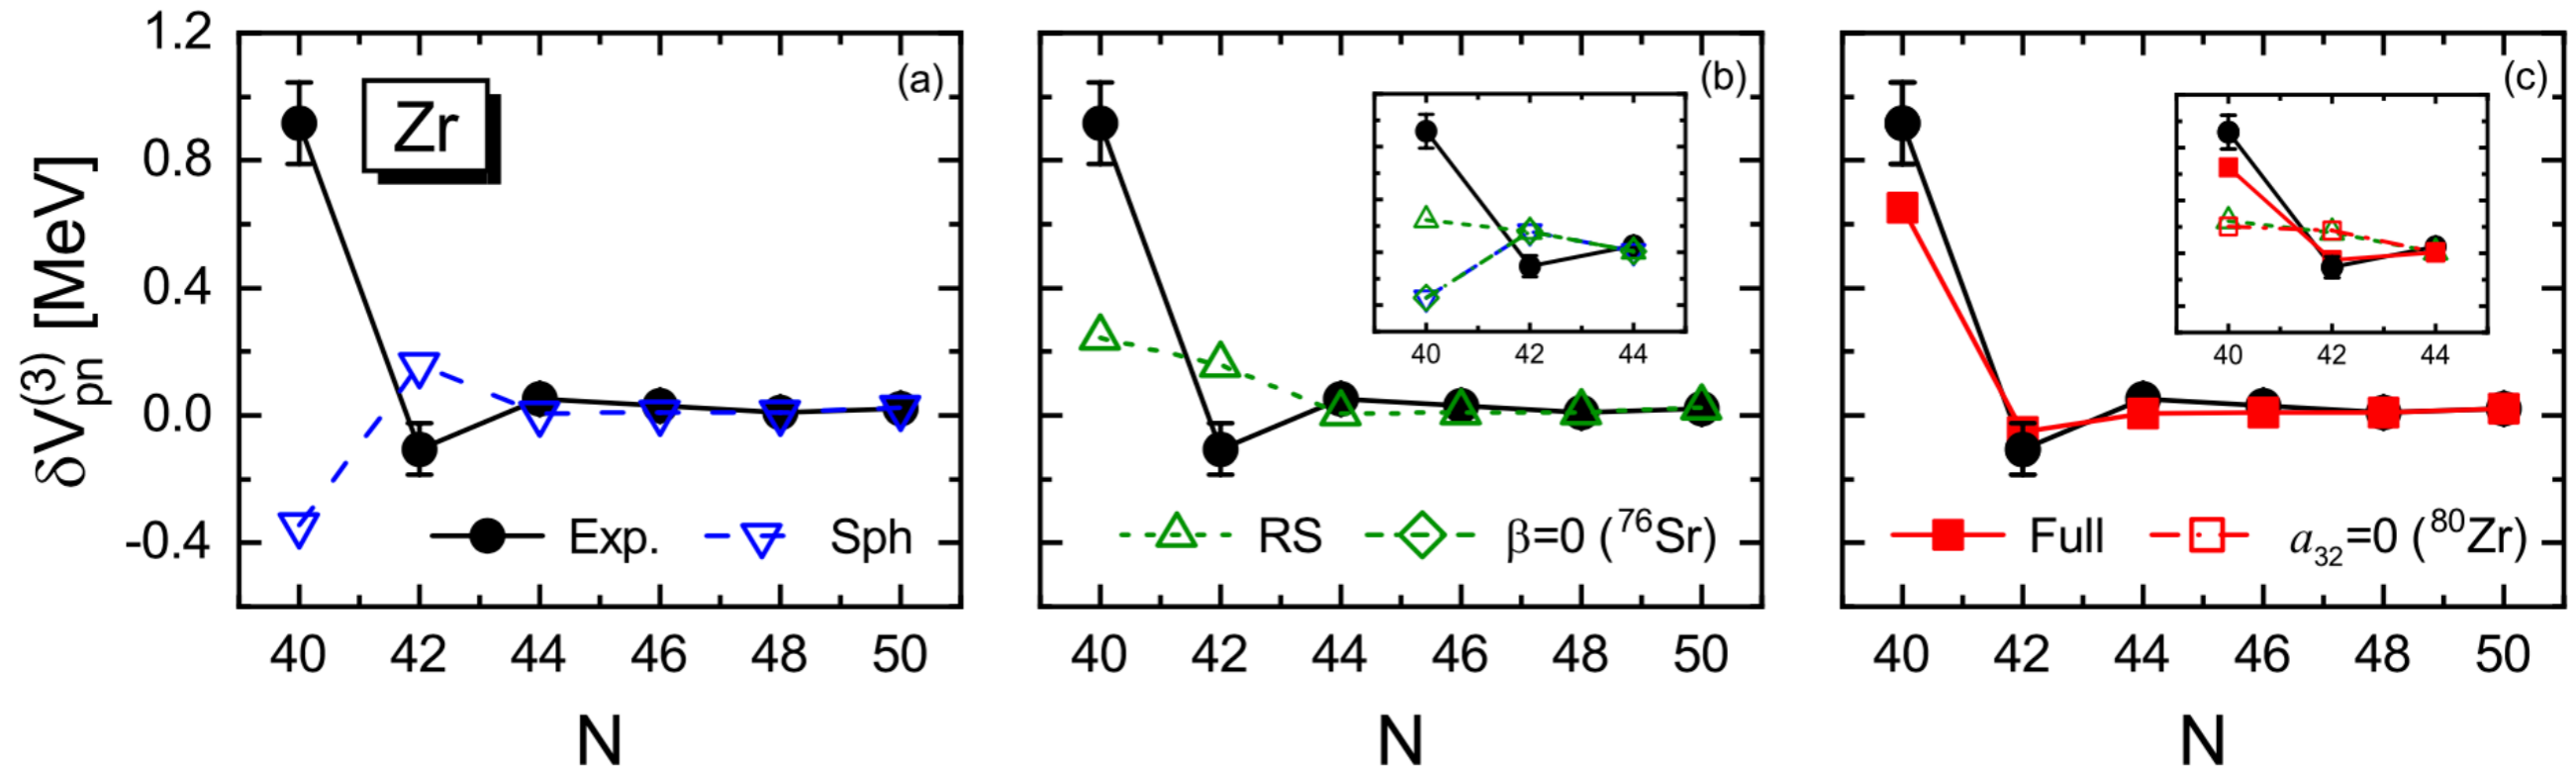 δV_pn^(3) [MeV]
1.2
0.8
0.4
0.0
-0.4
Zr
(a)
Exp.
Sph
40 42 44 46 48 50
N
(b)
40 42 44
RS
β=0 (⁷⁶Sr)
40 42 44 46 48 50
N
(c)
40 42 44
Full
a₃₂=0 (⁸⁰Zr)
40 42 44 46 48 50
N